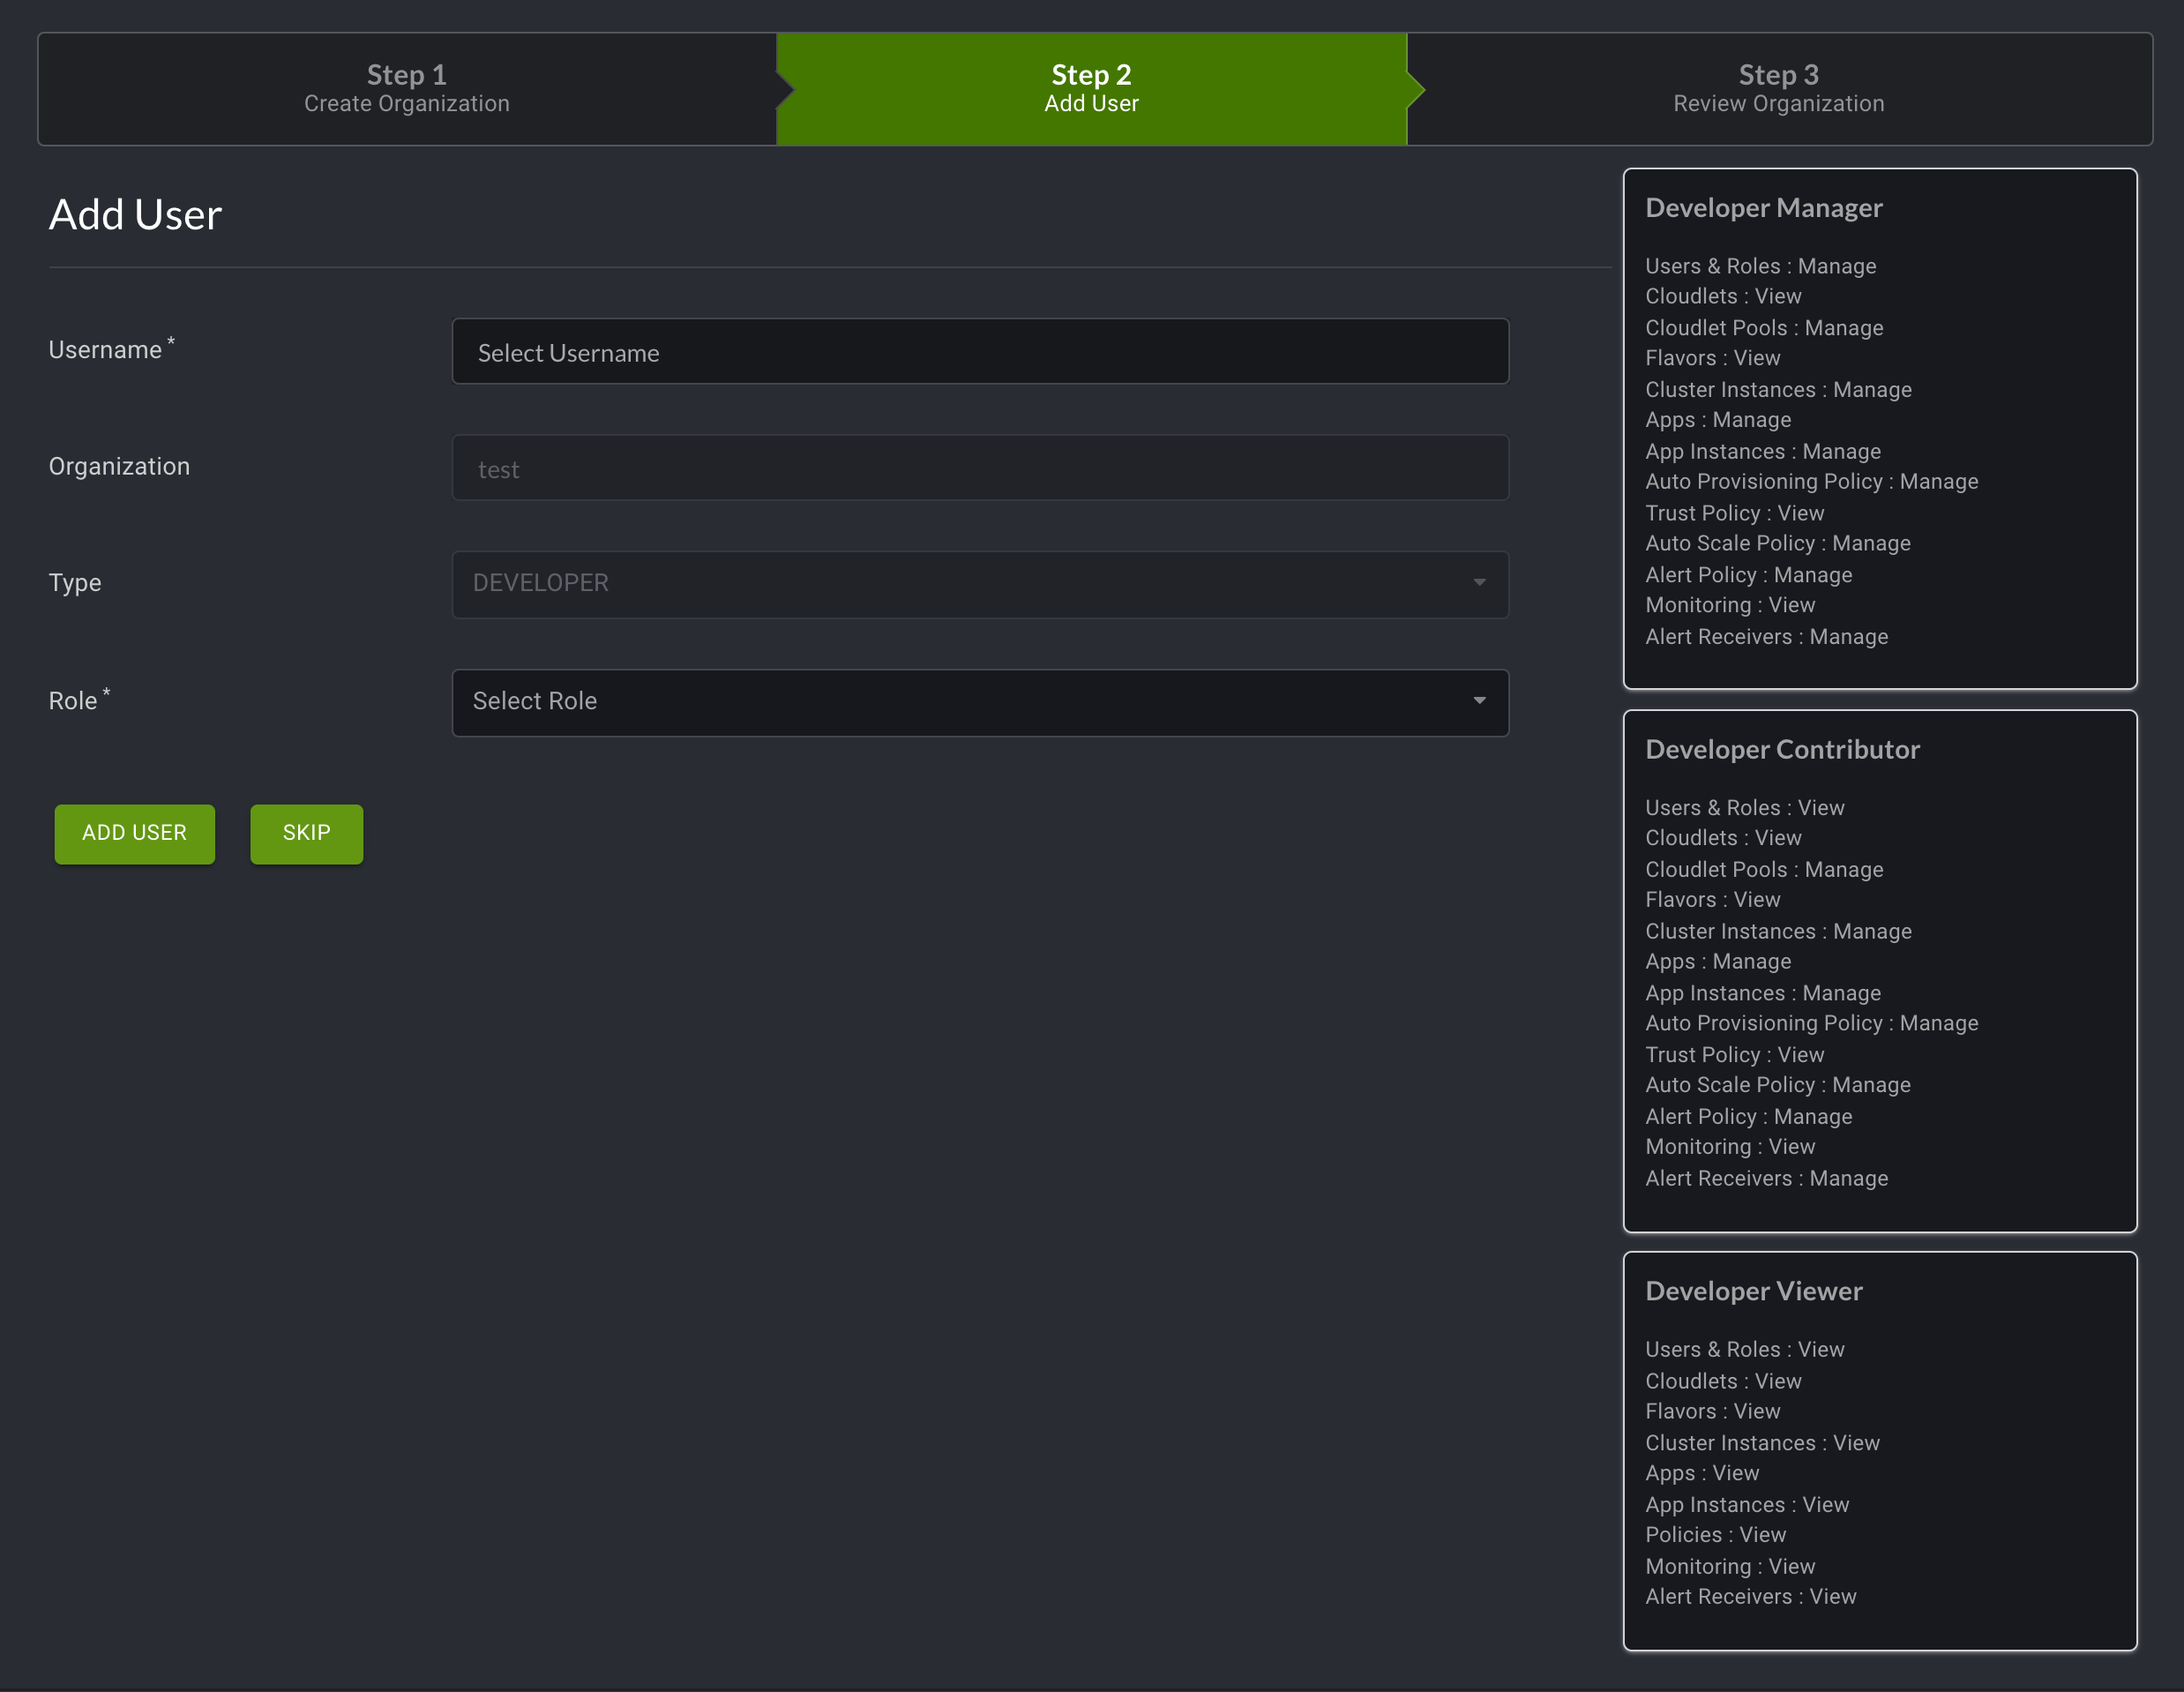 Step 1
Create Organization
Step 2
Add User
Step 3
Review Organization
Add User
Username *
Select Username
Organization
test
Type
DEVELOPER
Role *
Select Role
ADD USER
SKIP
Developer Manager
Users & Roles : Manage
Cloudlets : View
Cloudlet Pools : Manage
Flavors : View
Cluster Instances : Manage
Apps : Manage
App Instances : Manage
Auto Provisioning Policy : Manage
Trust Policy : View
Auto Scale Policy : Manage
Alert Policy : Manage
Monitoring : View
Alert Receivers : Manage
Developer Contributor
Users & Roles : View
Cloudlets : View
Cloudlet Pools : Manage
Flavors : View
Cluster Instances : Manage
Apps : Manage
App Instances : Manage
Auto Provisioning Policy : Manage
Trust Policy : View
Auto Scale Policy : Manage
Alert Policy : Manage
Monitoring : View
Alert Receivers : Manage
Developer Viewer
Users & Roles : View
Cloudlets : View
Flavors : View
Cluster Instances : View
Apps : View
App Instances : View
Policies : View
Monitoring : View
Alert Receivers : View